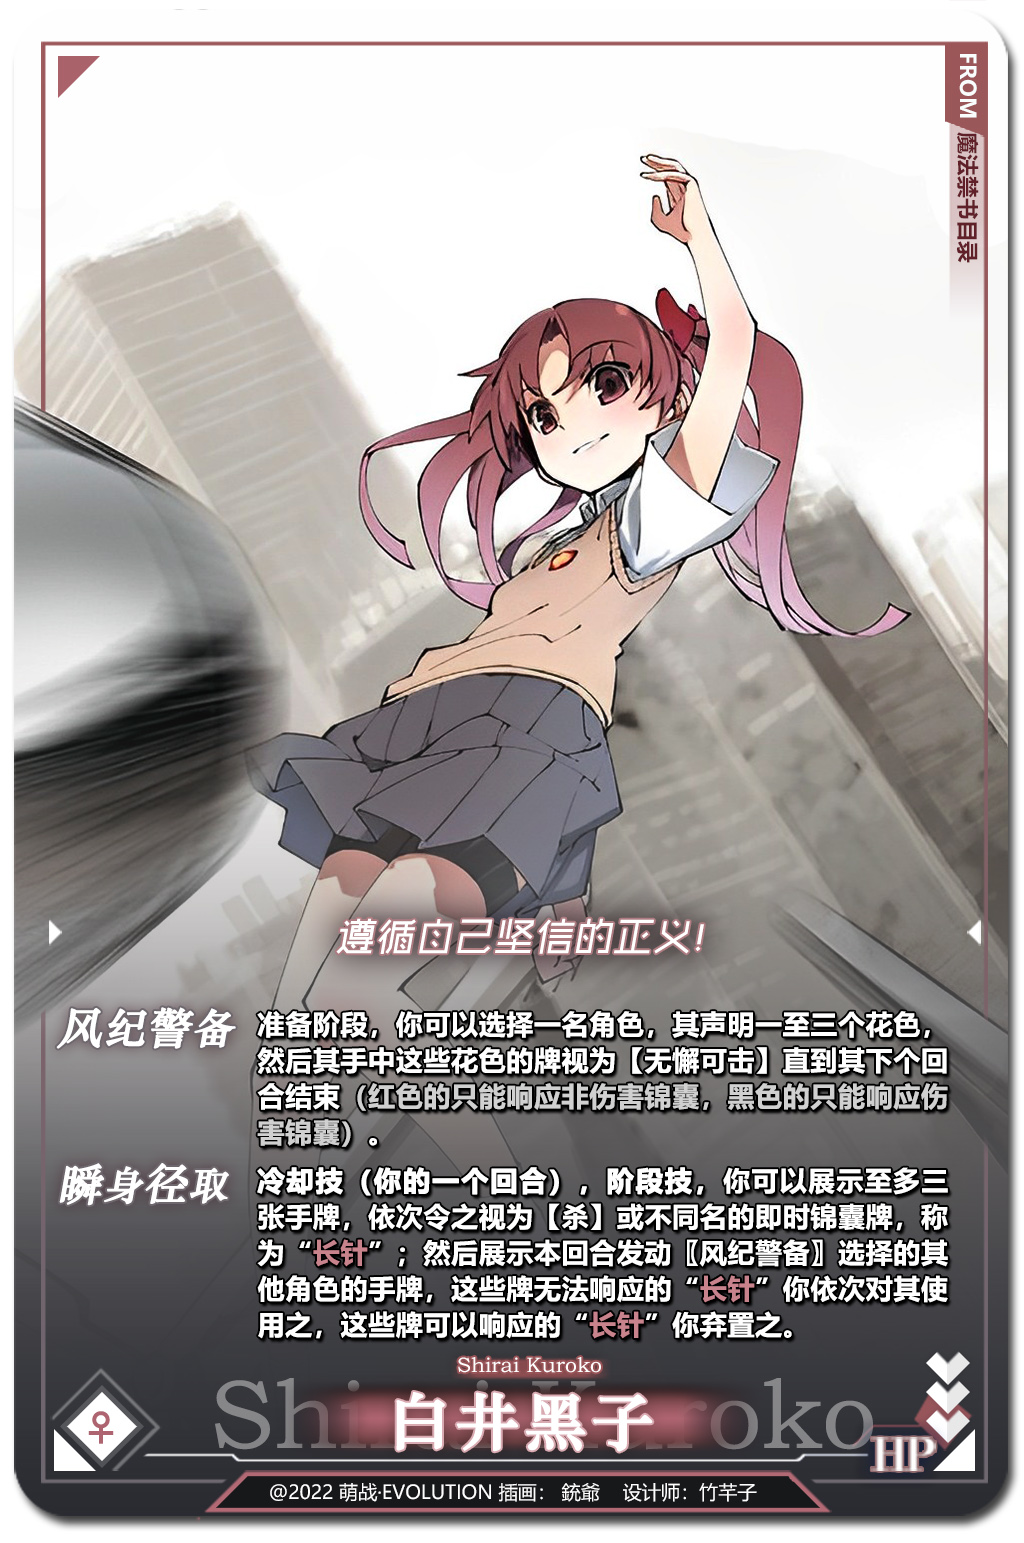 FROM 魔法禁书目录
遵循自己坚信的正义!
风纪警备
准备阶段，你可以选择一名角色，其声明一至三个花色，
然后其手中这些花色的牌视为【无懈可击】直到其下个回
合结束（红色的只能响应非伤害锦囊，黑色的只能响应伤
害锦囊）。
瞬身径取
冷却技（你的一个回合），阶段技，你可以展示至多三
张手牌，依次令之视为【杀】或不同名的即时锦囊牌，称
为“长针”；然后展示本回合发动〖风纪警备〗选择的其
他角色的手牌，这些牌无法响应的“长针”你依次对其使
用之，这些牌可以响应的“长针”你弃置之。
Shirai Kuroko
Shirai Kuroko
白井黑子
HP
@2022 萌战·EVOLUTION 插画： 銃爺 设计师：竹芊子